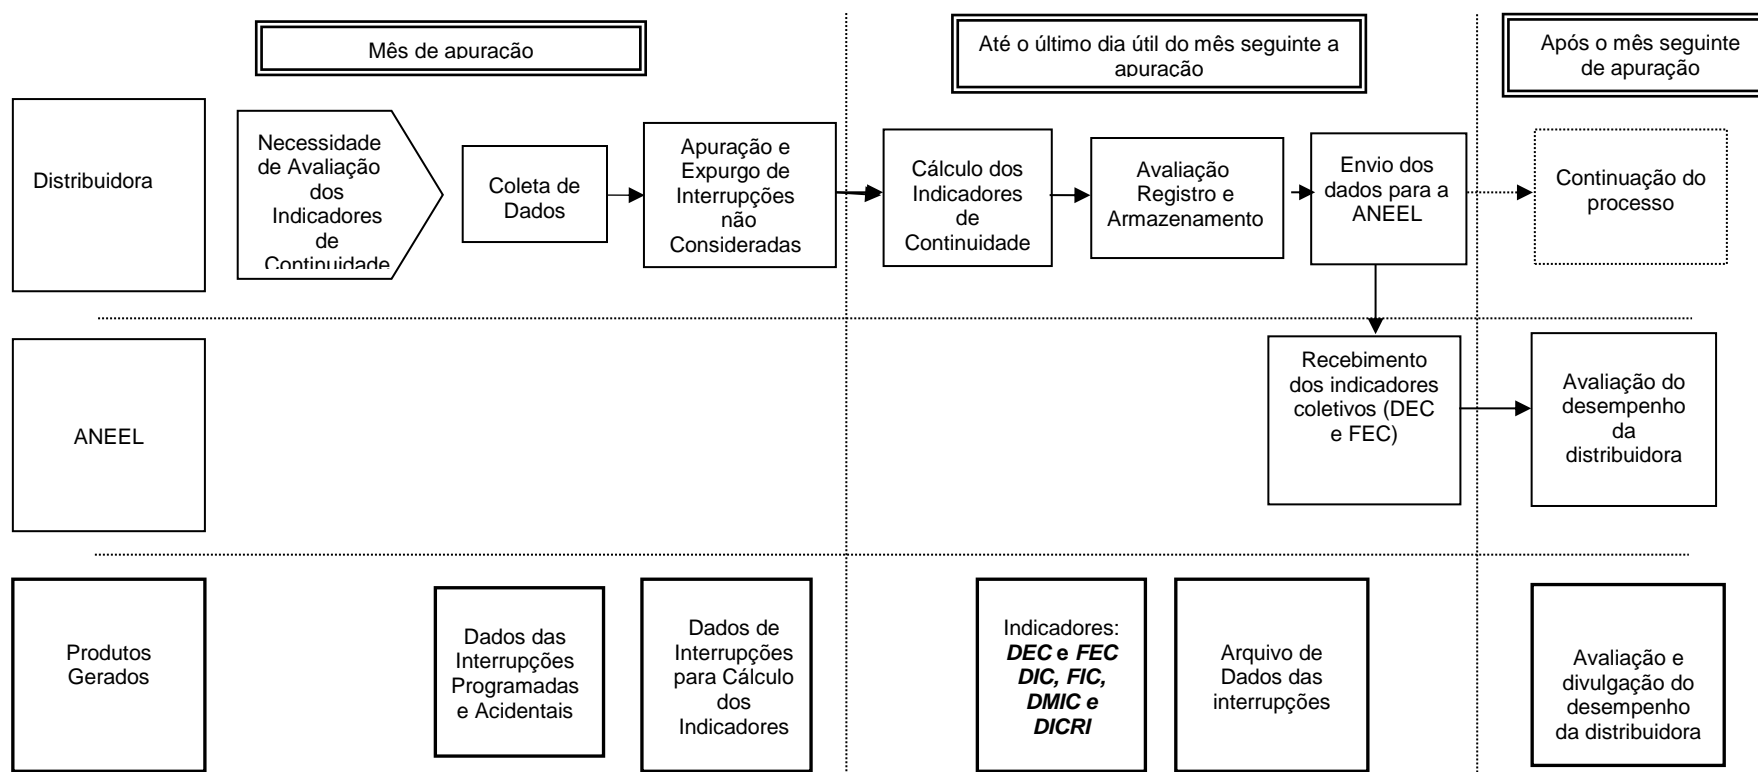 Mês de apuração
Até o último dia útil do mês seguinte a
apuração
Após o mês seguinte
de apuração
Distribuidora
Necessidade
de Avaliação
dos
Indicadores
de
Continuidade
Coleta de
Dados
Apuração e
Expurgo de
Interrupções
não
Consideradas
Cálculo dos
Indicadores
de
Continuidade
Avaliação
Registro e
Armazenamento
Envio dos
dados para a
ANEEL
Continuação do
processo
ANEEL
Recebimento
dos indicadores
coletivos (DEC
e FEC)
Avaliação do
desempenho
da
distribuidora
Produtos
Gerados
Dados das
Interrupções
Programadas
e Acidentais
Dados de
Interrupções
para Cálculo
dos
Indicadores
Indicadores:
DEC e FEC
DIC, FIC,
DMIC e
DICRI
Arquivo de
Dados das
interrupções
Avaliação e
divulgação do
desempenho
da distribuidora